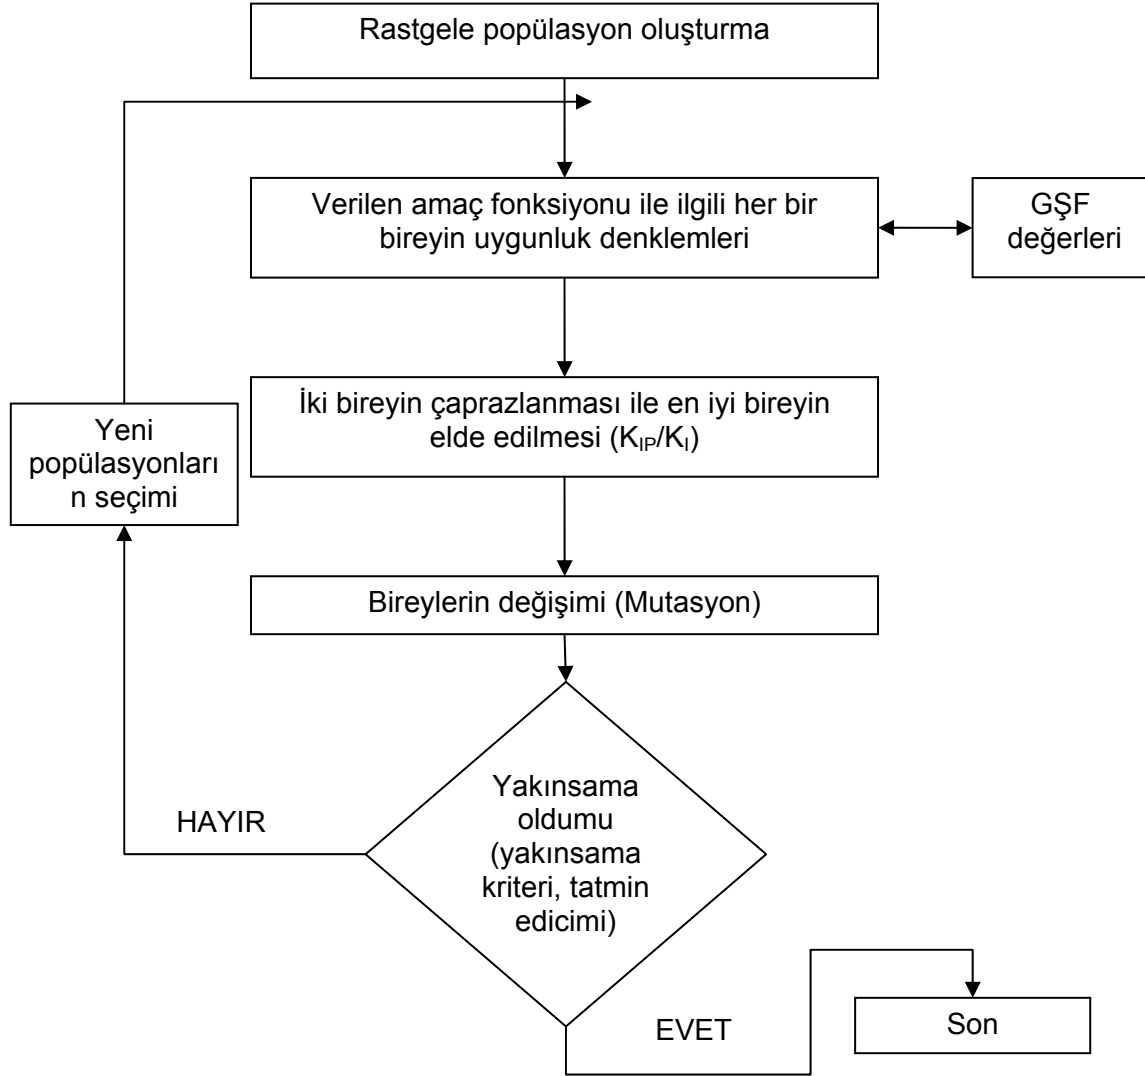 Rastgele popülasyon oluşturma
Verilen amaç fonksiyonu ile ilgili her bir
bireyin uygunluk denklemleri
GŞF
değerleri
İki bireyin çaprazlanması ile en iyi bireyin
elde edilmesi (K_IP/K_I)
Yeni
popülasyonları
n seçimi
Bireylerin değişimi (Mutasyon)
Yakınsama
oldumu
(yakınsama
kriteri, tatmin
edicimi)
HAYIR
EVET
Son